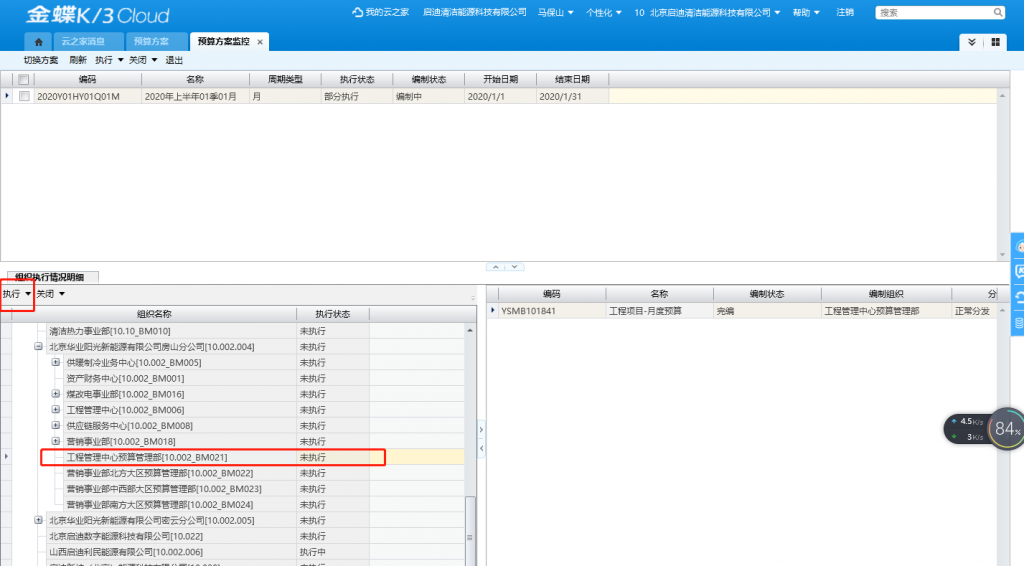 金蝶K/3 Cloud 我的云之家 启迪清洁能源科技有限公司 马保山 个性化 10 北京启迪清洁能源科技有限公司 帮助 注销 搜索
云之家消息 预算方案 预算方案监控
切换方案 刷新 执行 关闭 退出
编码 名称 周期类型 执行状态 编制状态 开始日期 结束日期
2020Y01HY01Q01M 2020年上半年01季01月 月 部分执行 编制中 2020/1/1 2020/1/31
组织执行情况明细
执行 关闭
组织名称 执行状态
清洁热力事业部[10.10_BM010] 未执行
北京华业阳光新能源有限公司房山分公司[10.002.004] 未执行
供暖制冷业务中心[10.002_BM005] 未执行
资产财务中心[10.002_BM001] 未执行
煤改电事业部[10.002_BM016] 未执行
工程管理中心[10.002_BM006] 未执行
供应链服务中心[10.002_BM008] 未执行
营销事业部[10.002_BM018] 未执行
工程管理中心预算管理部[10.002_BM021] 未执行
营销事业部北方大区预算管理部[10.002_BM022] 未执行
营销事业部中西部大区预算管理部[10.002_BM023] 未执行
营销事业部南方大区预算管理部[10.002_BM024] 未执行
北京华业阳光新能源有限公司密云分公司[10.002.005] 未执行
北京启迪数字能源科技有限公司[10.022] 未执行
山西启迪利民能源有限公司[10.002.006] 执行中
编码 名称 编制状态 编制组织 分
YSMB101841 工程项目-月度预算 完编 工程管理中心预算管理部 正常分发
4.5K/s
3K/s
84%